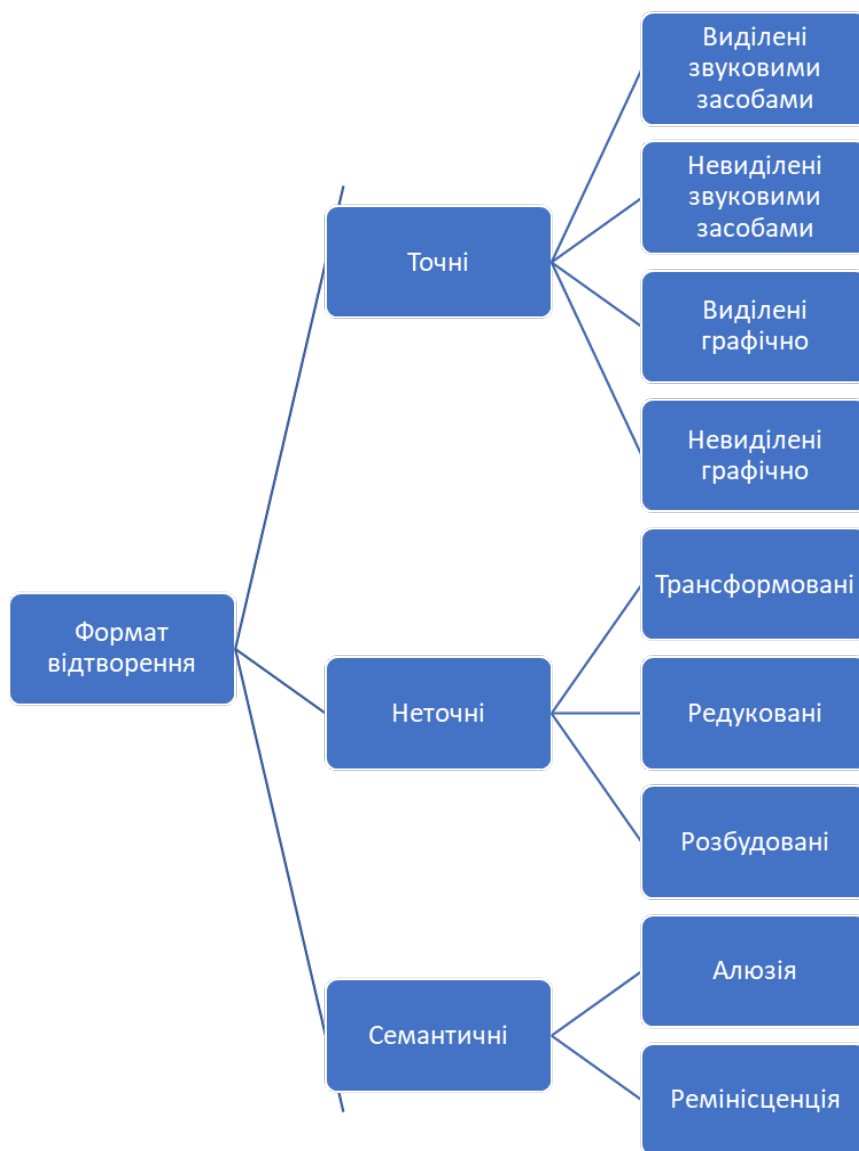 Формат
відтворення
Точні
Виділені
звуковими
засобами
Невиділені
звуковими
засобами
Виділені
графічно
Невиділені
графічно
Неточні
Трансформовані
Редуковані
Розбудовані
Семантичні
Алюзія
Ремінісценція